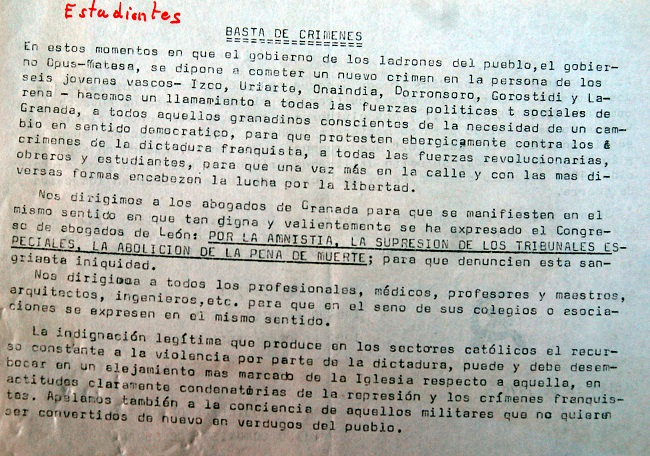 Estudientes
BASTA DE CRIMENES
En estos momentos en que el gobierno de los ladrones del pueblo,el gobier-
no Opus-Matesa, se dipone a cometer un nuevo crimen en la persona de los
seis jovenes vascos- Izco, Uriarte, Onaindia, Dorronsoro, Gorostidi y La-
rena - hacemos un llamamiento a todas las fuerzas politicas t sociales de
Granada, a todos aquellos granadinos conscientes de la necesidad de un cam-
bio en sentido democratico, para que protesten ebergicamente contra los
crimenes de la dictadura franquista, a todas las fuerzas revolucionarias,
obreros y estudiantes, para que una vaz más en la calle y con las mas di-
versas formas encabezen la lucha por la libertad.
Nos dirigimos a los abogados de Granada para que se manifiesten en el
mismo sentido en que tan digna y valientemente se ha expresado el Congre-
so de abogados de León: POR LA AMNISTIA, LA SUPRESION DE LOS TRIBUNALES ES-
PECIALES, LA ABOLICION DE LA PENA DE MUERTE; para que denuncien esta san-
grienta iniquidad.
Nos dirigimos a todos los profesionales, médicos, profesores y maestros,
arquitectos, ingenieros,etc. para que en el seno de sus colegios o asocia-
ciones se expresen en el mismo sentido.
La indignación legítima que produce en los sectores católicos el recur-
so constante a la violencia por parte de la dictadura, puede y debe desem-
bocar en un alejamiento mas marcado de la Iglesia respecto a aquella, en
actitudes claramente condenatórias de la represión y los crímenes franquis-
tas. Apelamos también a la conciencia de aquellos militares que no quieren
ser convertidos de nuevo en verdugos del pueblo.